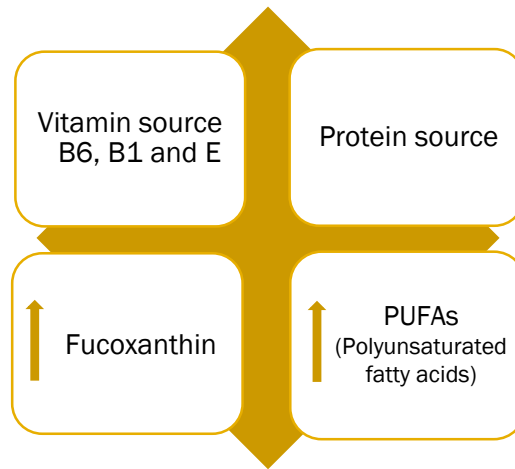 Vitamin source
B6, B1 and E
Protein source
Fucoxanthin
PUFAs
(Polyunsaturated
fatty acids)